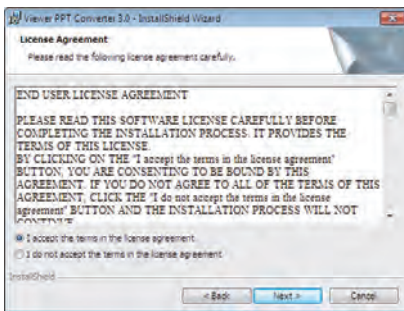 Viewer PPT Converter 3.0 - InstallShield Wizard
License Agreement
Please read the following license agreement carefully.
END USER LICENSE AGREEMENT
PLEASE READ THIS SOFTWARE LICENSE CAREFULLY BEFORE
COMPLETING THE INSTALLATION PROCESS. IT PROVIDES THE
TERMS OF THIS LICENSE.
BY CLICKING ON THE "I accept the terms in the license agreement"
BUTTON, YOU ARE CONSENTING TO BE BOUND BY THIS
AGREEMENT. IF YOU DO NOT AGREE TO ALL OF THE TERMS OF THIS
AGREEMENT, CLICK THE "I do not accept the terms in the license
agreement" BUTTON AND THE INSTALLATION PROCESS WILL NOT
CONTINUE
I accept the terms in the license agreement
I do not accept the terms in the license agreement
InstallShield
< Back
Next >
Cancel